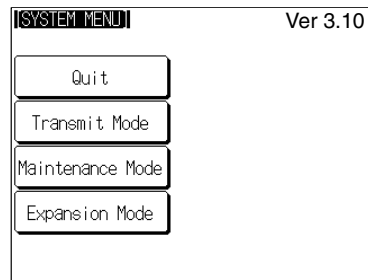 [SYSTEM MENU] Ver 3.10
Quit
Transmit Mode
Maintenance Mode
Expansion Mode